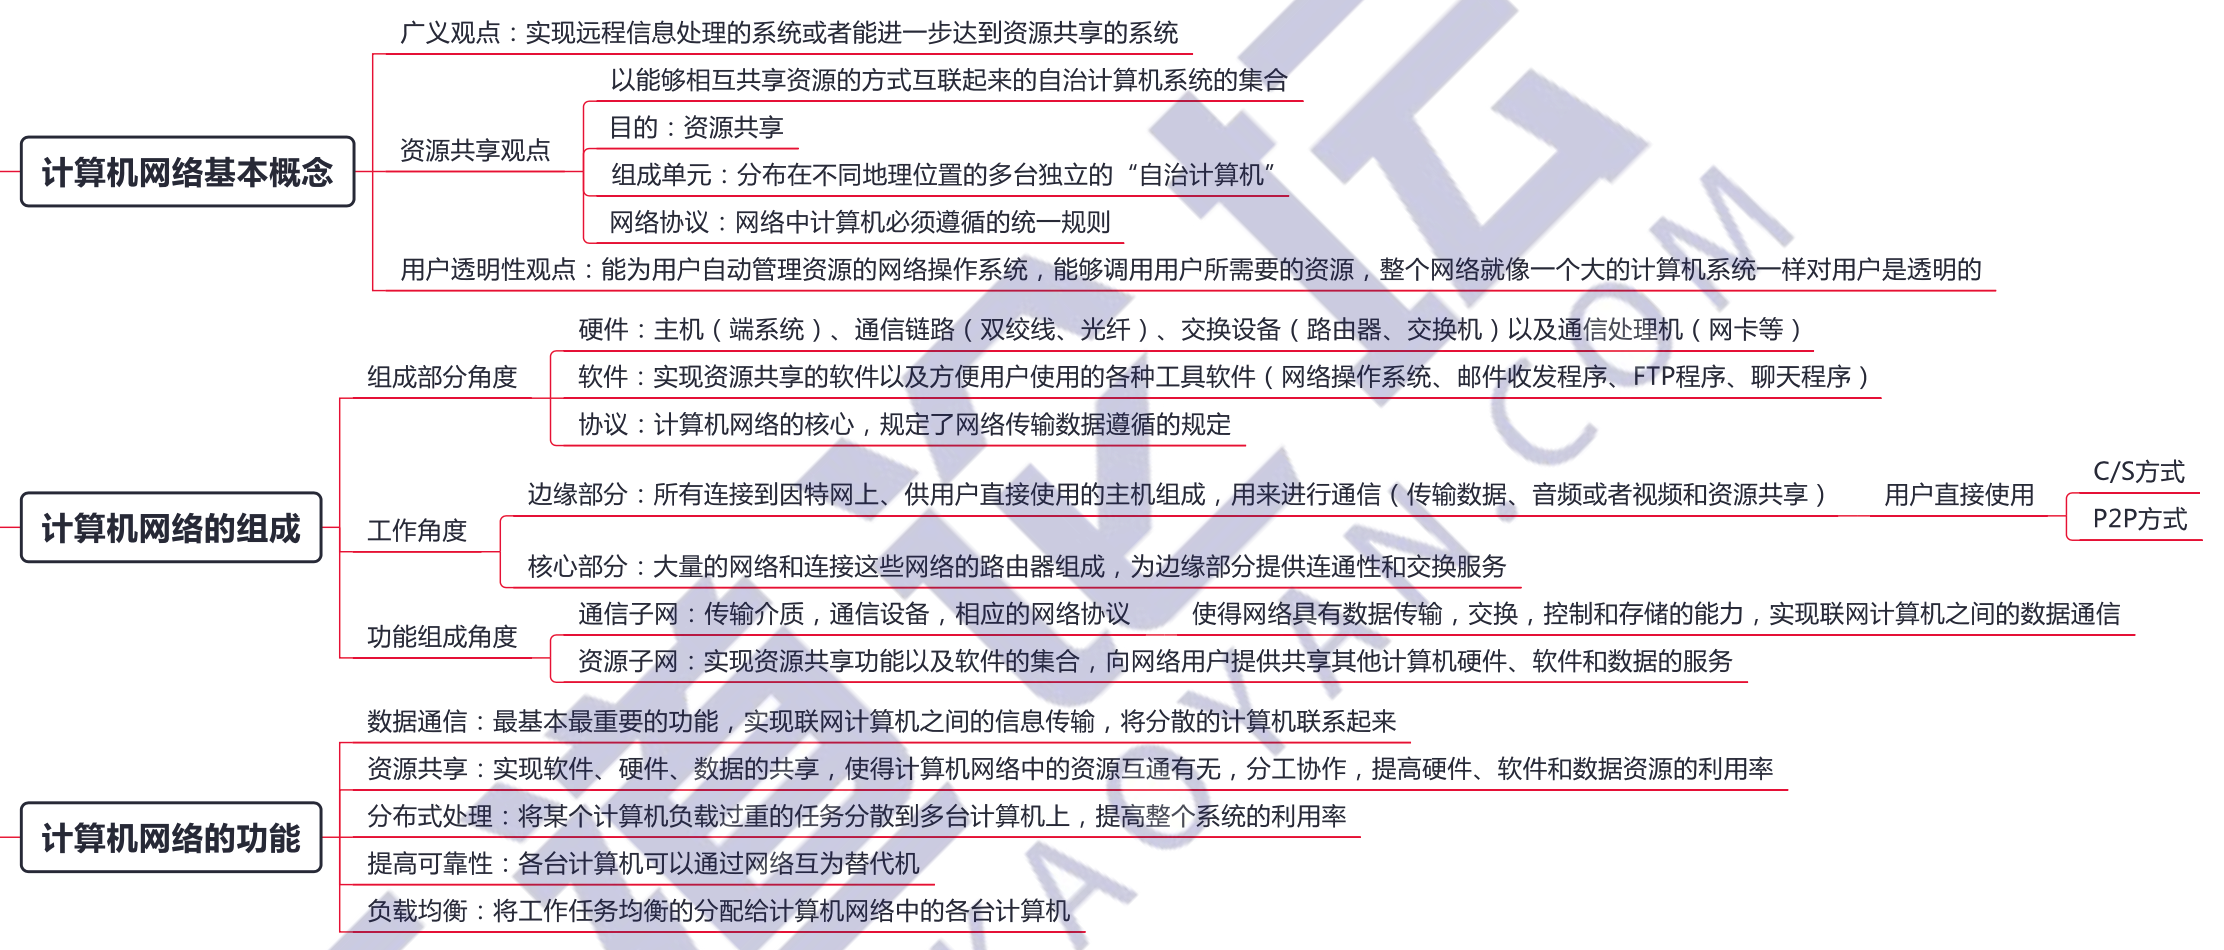 计算机网络基本概念
广义观点：实现远程信息处理的系统或者能进一步达到资源共享的系统
资源共享观点
以能够相互共享资源的方式互联起来的自治计算机系统的集合
目的：资源共享
组成单元：分布在不同地理位置的多台独立的“自治计算机”
网络协议：网络中计算机必须遵循的统一规则
用户透明性观点：能为用户自动管理资源的网络操作系统，能够调用用户所需要的资源，整个网络就像一个大的计算机系统一样对用户是透明的
计算机网络的组成
组成部分角度
硬件：主机（端系统）、通信链路（双绞线、光纤）、交换设备（路由器、交换机）以及通信处理机（网卡等）
软件：实现资源共享的软件以及方便用户使用的各种工具软件（网络操作系统、邮件收发程序、FTP程序、聊天程序）
协议：计算机网络的核心，规定了网络传输数据遵循的规定
工作角度
边缘部分：所有连接到因特网上、供用户直接使用的主机组成，用来进行通信（传输数据、音频或者视频和资源共享）
用户直接使用
C/S方式
P2P方式
核心部分：大量的网络和连接这些网络的路由器组成，为边缘部分提供连通性和交换服务
功能组成角度
通信子网：传输介质，通信设备，相应的网络协议
使得网络具有数据传输，交换，控制和存储的能力，实现联网计算机之间的数据通信
资源子网：实现资源共享功能以及软件的集合，向网络用户提供共享其他计算机硬件、软件和数据的服务
计算机网络的功能
数据通信：最基本最重要的功能，实现联网计算机之间的信息传输，将分散的计算机联系起来
资源共享：实现软件、硬件、数据的共享，使得计算机网络中的资源互通有无，分工协作，提高硬件、软件和数据资源的利用率
分布式处理：将某个计算机负载过重的任务分散到多台计算机上，提高整个系统的利用率
提高可靠性：各台计算机可以通过网络互为替代机
负载均衡：将工作任务均衡的分配给计算机网络中的各台计算机
道论坛
KAOYAN.COM